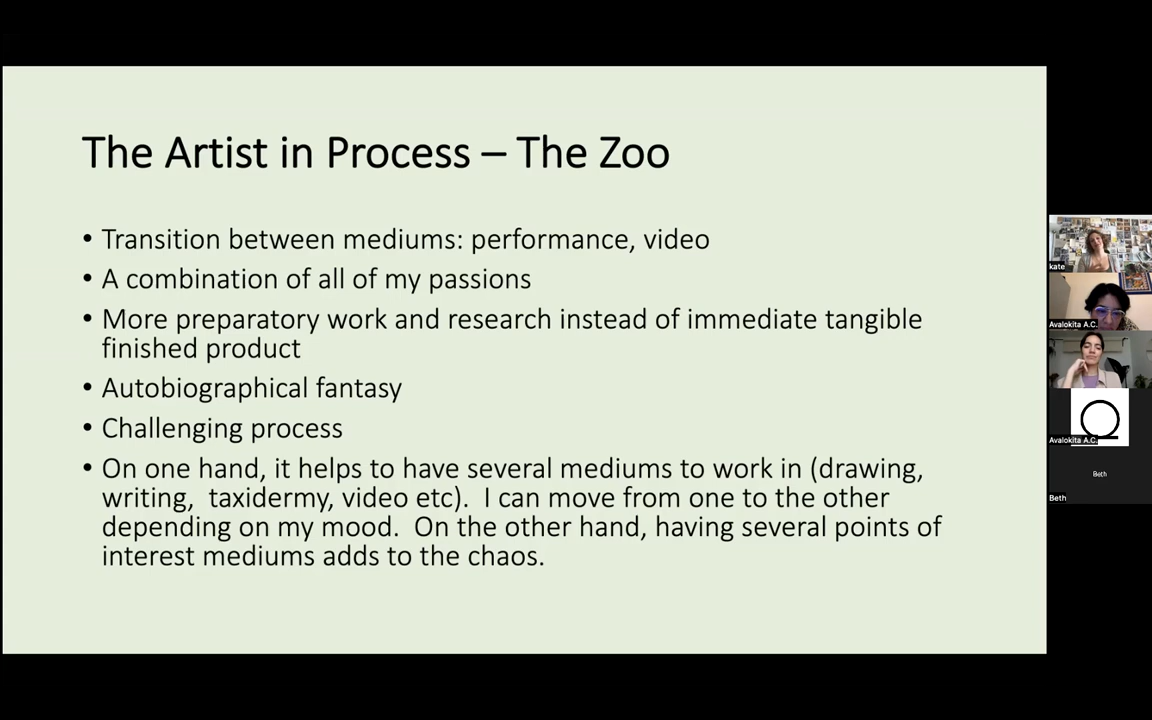 The Artist in Process – The Zoo
• Transition between mediums: performance, video
• A combination of all of my passions
• More preparatory work and research instead of immediate tangible
finished product
• Autobiographical fantasy
• Challenging process
• On one hand, it helps to have several mediums to work in (drawing,
writing,  taxidermy, video etc).  I can move from one to the other
depending on my mood.  On the other hand, having several points of
interest mediums adds to the chaos.
kate
Avalokita A.C.
Avalokita A.C.
Beth
Beth